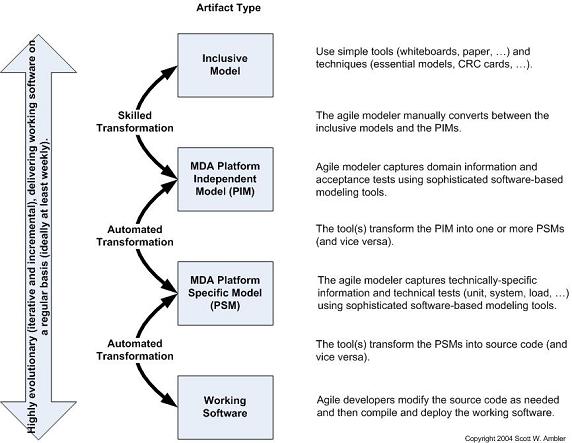 Artifact Type
Highly evolutionary (iterative and incremental), delivering working software on
a regular basis (ideally at least weekly).
Inclusive
Model
Use simple tools (whiteboards, paper, …) and
techniques (essential models, CRC cards, …).
Skilled
Transformation
The agile modeler manually converts between the
inclusive models and the PIMs.
MDA Platform
Independent
Model (PIM)
Agile modeler captures domain information and
acceptance tests using sophisticated software-based
modeling tools.
Automated
Transformation
The tool(s) transform the PIM into one or more PSMs
(and vice versa).
MDA Platform
Specific Model
(PSM)
The agile modeler captures technically-specific
information and technical tests (unit, system, load, …)
using sophisticated software-based modeling tools.
Automated
Transformation
The tool(s) transform the PSMs into source code (and
vice versa).
Working
Software
Agile developers modify the source code as needed
and then compile and deploy the working software.
Copyright 2004 Scott W. Ambler